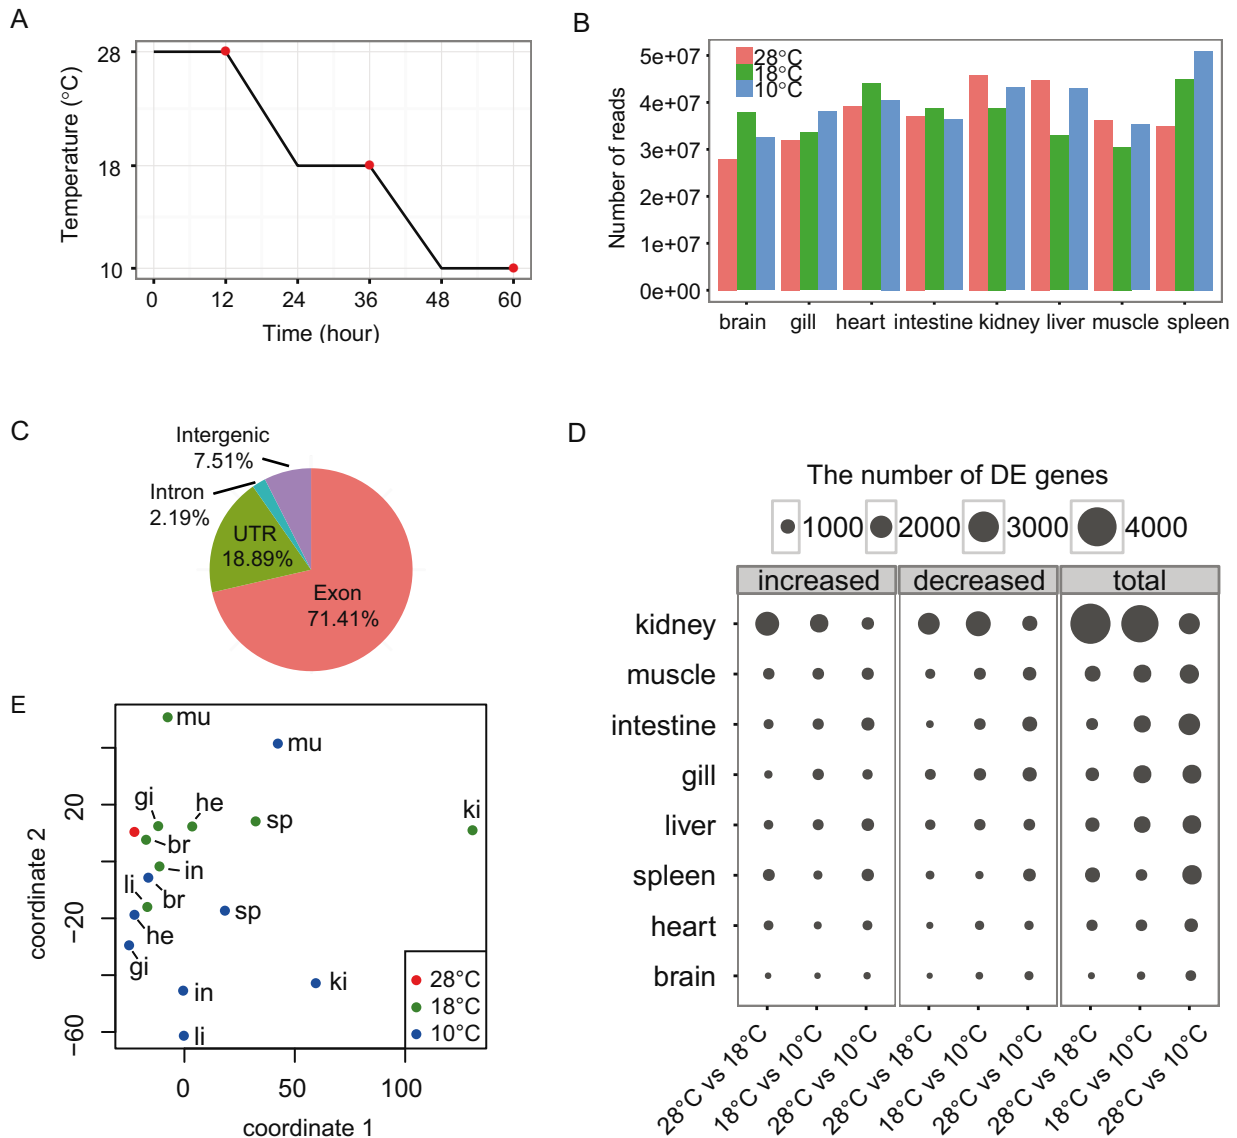 A
28
18
10
Temperature (°C)
0 12 24 36 48 60
Time (hour)
B
5e+07
4e+07
3e+07
2e+07
1e+07
0e+00
Number of reads
28°C
18°C
10°C
brain gill heart intestine kidney liver muscle spleen
C
Intergenic
7.51%
Intron
2.19%
UTR
18.89%
Exon
71.41%
D
The number of DE genes
1000 2000 3000 4000
increased decreased total
kidney
muscle
intestine
gill
liver
spleen
heart
brain
28°C vs 18°C
18°C vs 10°C
28°C vs 10°C
28°C vs 18°C
18°C vs 10°C
28°C vs 10°C
28°C vs 18°C
18°C vs 10°C
28°C vs 10°C
E
mu
mu
gi
he
sp
ki
br
in
li
br
he
sp
gi
in
ki
li
28°C
18°C
10°C
20
−20
−60
coordinate 2
0 50 100
coordinate 1